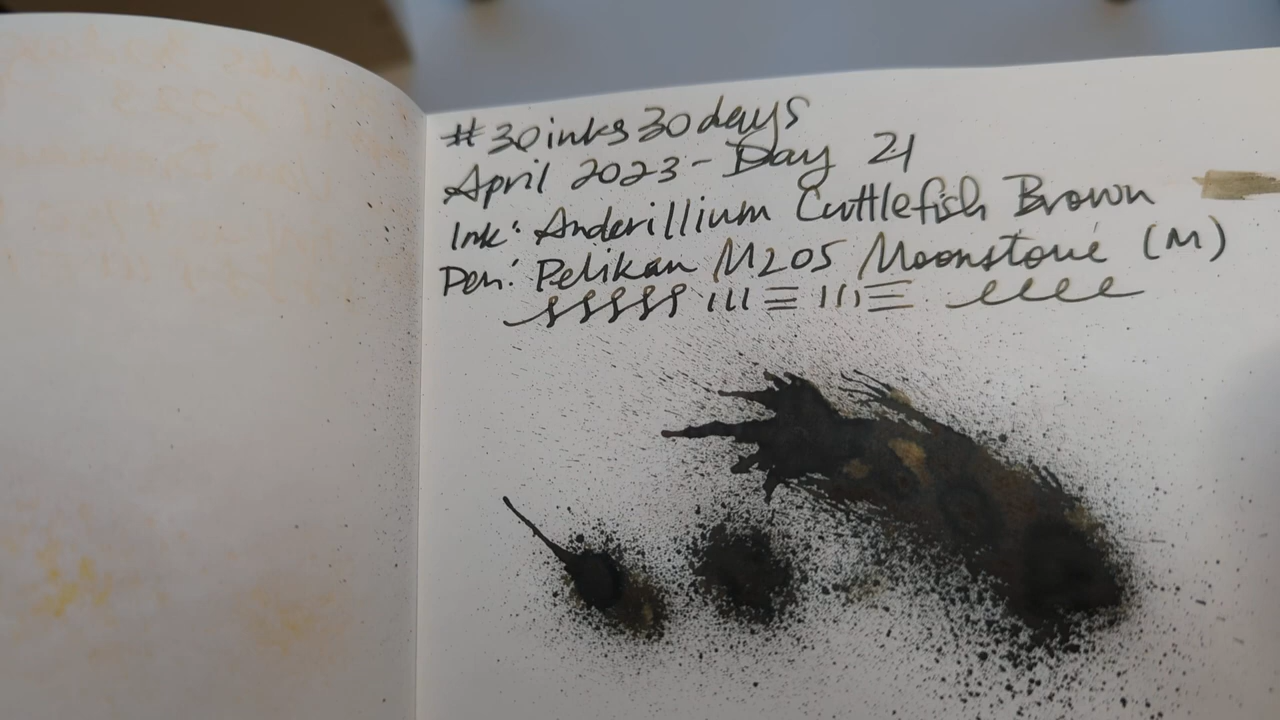 #30inks30days
April 2023 - Day 21
Ink: Anderillium Cuttlefish Brown
Pen: Pelikan M205 Moonstone (M)